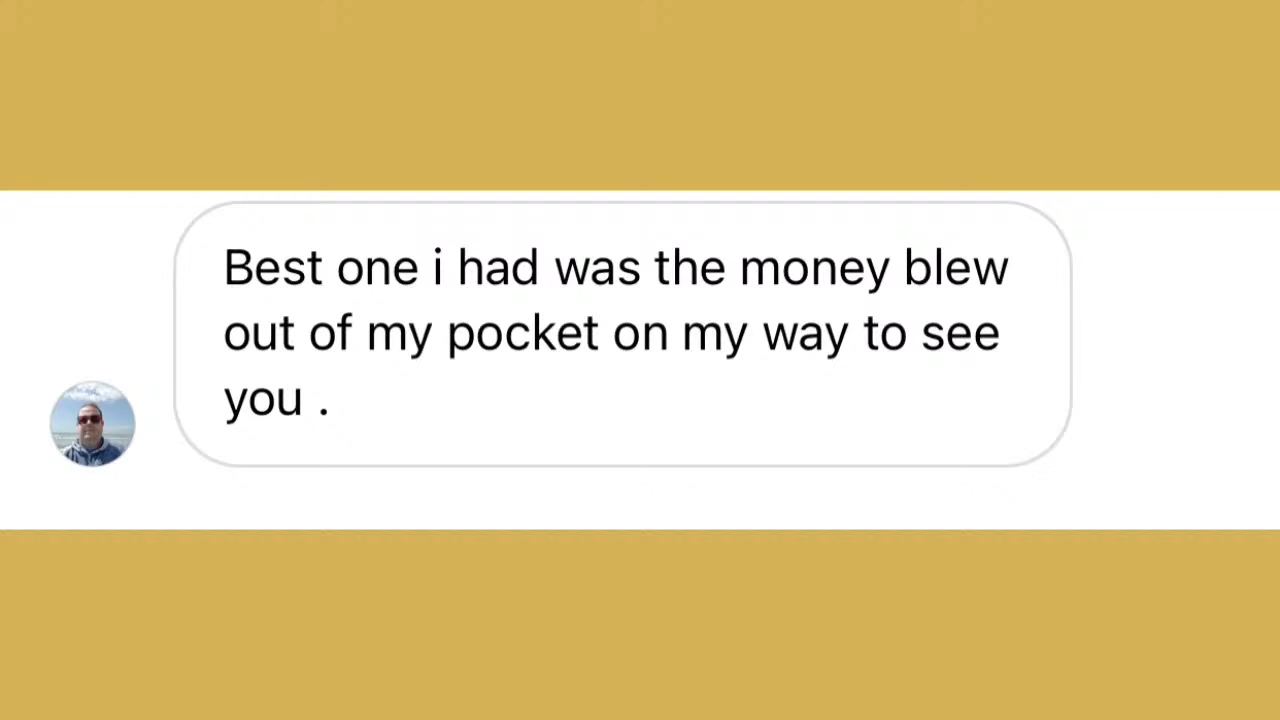 Best one i had was the money blew
out of my pocket on my way to see
you .